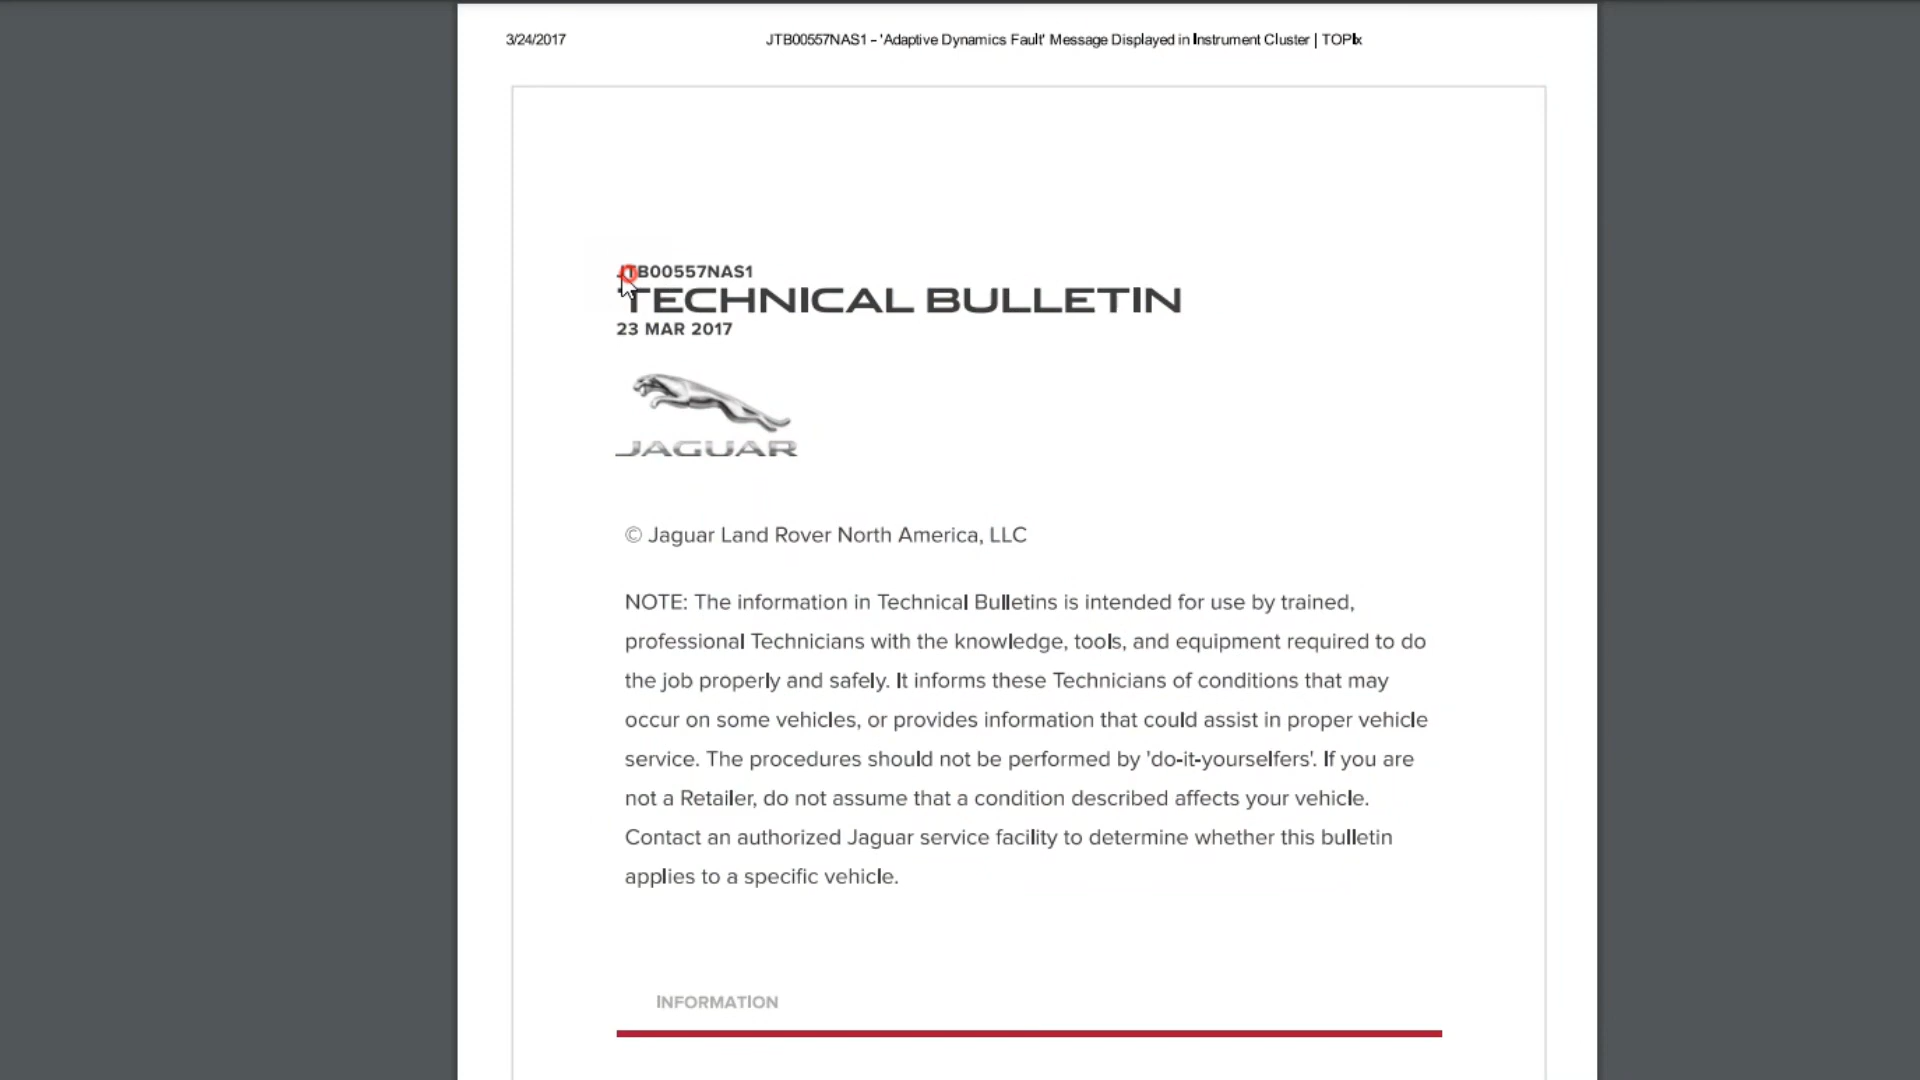 3/24/2017 JTB00557NAS1 - 'Adaptive Dynamics Fault' Message Displayed in Instrument Cluster | TOPIx
JTB00557NAS1
TECHNICAL BULLETIN
23 MAR 2017
JAGUAR
© Jaguar Land Rover North America, LLC
NOTE: The information in Technical Bulletins is intended for use by trained,
professional Technicians with the knowledge, tools, and equipment required to do
the job properly and safely. It informs these Technicians of conditions that may
occur on some vehicles, or provides information that could assist in proper vehicle
service. The procedures should not be performed by 'do-it-yourselfers'. If you are
not a Retailer, do not assume that a condition described affects your vehicle.
Contact an authorized Jaguar service facility to determine whether this bulletin
applies to a specific vehicle.
INFORMATION